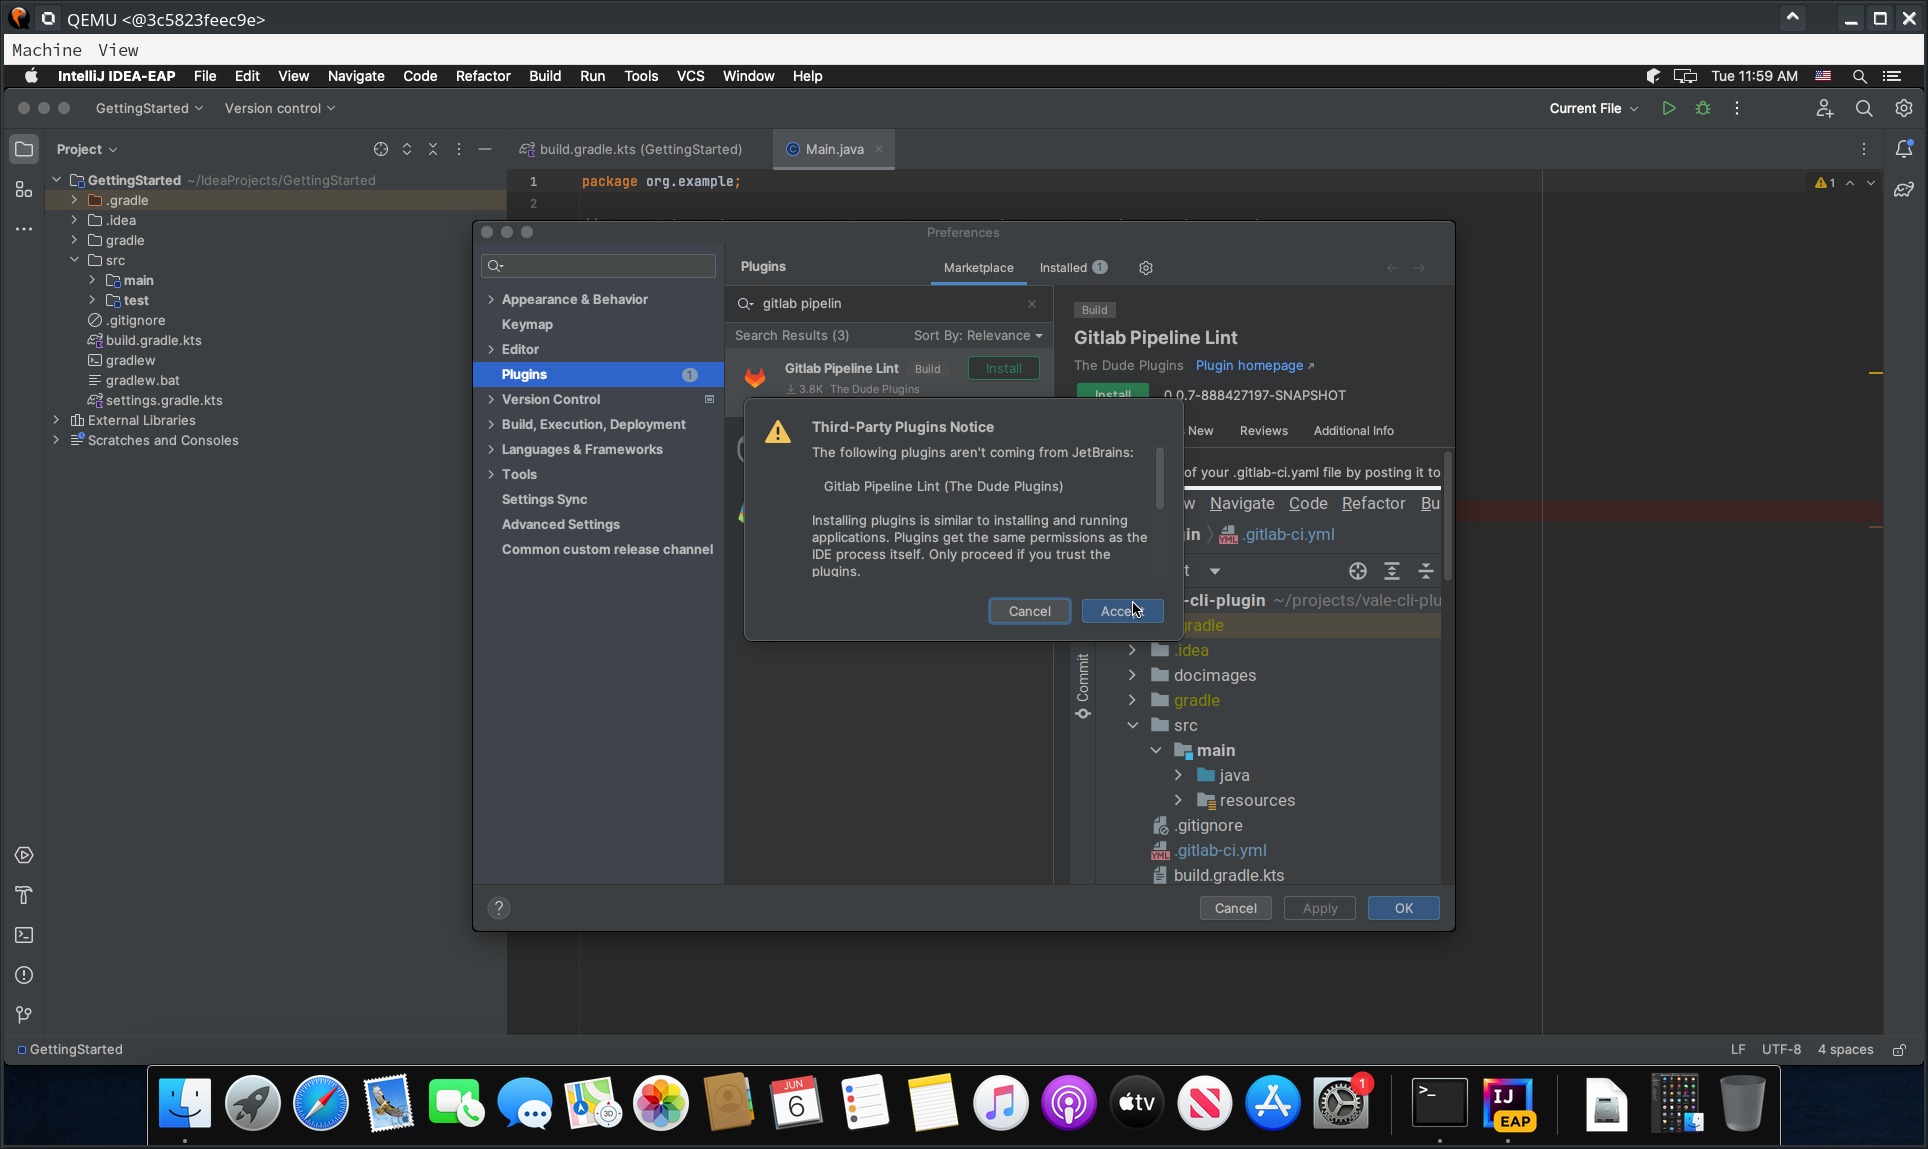 QEMU <@3c5823feec9e>
Machine View
IntelliJ IDEA-EAP File Edit View Navigate Code Refactor Build Run Tools VCS Window Help
Tue 11:59 AM
GettingStarted Version control
Current File
Project
build.gradle.kts (GettingStarted)
Main.java
GettingStarted ~/IdeaProjects/GettingStarted
1 package org.example;
1
.gradle
2
.idea
gradle
src
main
test
.gitignore
build.gradle.kts
gradlew
gradlew.bat
settings.gradle.kts
External Libraries
Scratches and Consoles
Preferences
Plugins
Marketplace
Installed 1
Appearance & Behavior
Keymap
Editor
Plugins 1
Version Control
Build, Execution, Deployment
Languages & Frameworks
Tools
Settings Sync
Advanced Settings
Common custom release channel
gitlab pipelin
Search Results (3)
Sort By: Relevance
Gitlab Pipeline Lint Build Install
3.8K The Dude Plugins
Build
Gitlab Pipeline Lint
The Dude Plugins Plugin homepage
Install 0.0.7-888427197-SNAPSHOT
New Reviews Additional Info
of your .gitlab-ci.yaml file by posting it to
w Navigate Code Refactor Bu
in .gitlab-ci.yml
t
-cli-plugin ~/projects/vale-cli-plu
gradle
.idea
docimages
gradle
src
main
java
resources
.gitignore
YML .gitlab-ci.yml
build.gradle.kts
Commit
Third-Party Plugins Notice
The following plugins aren't coming from JetBrains:
Gitlab Pipeline Lint (The Dude Plugins)
Installing plugins is similar to installing and running
applications. Plugins get the same permissions as the
IDE process itself. Only proceed if you trust the
plugins.
Cancel
Accept
?
Cancel
Apply
OK
GettingStarted
LF UTF-8 4 spaces
3D
JUN
6
tv
1
>_
IJ
EAP